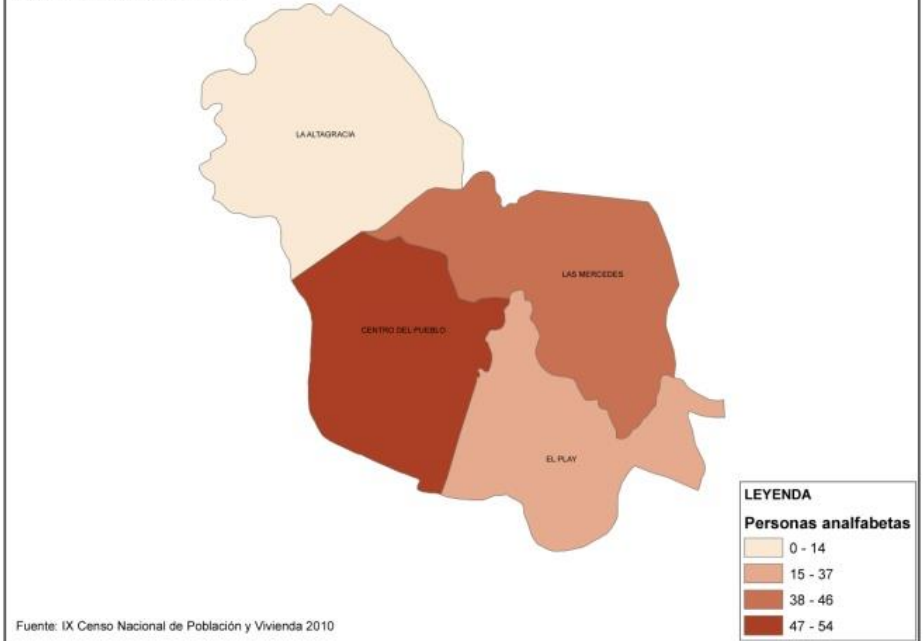 LA ALTAGRACIA
LAS MERCEDES
CENTRO DEL PUEBLO
EL PLAY
LEYENDA
Personas analfabetas
0 - 14
15 - 37
38 - 46
47 - 54
Fuente: IX Censo Nacional de Población y Vivienda 2010